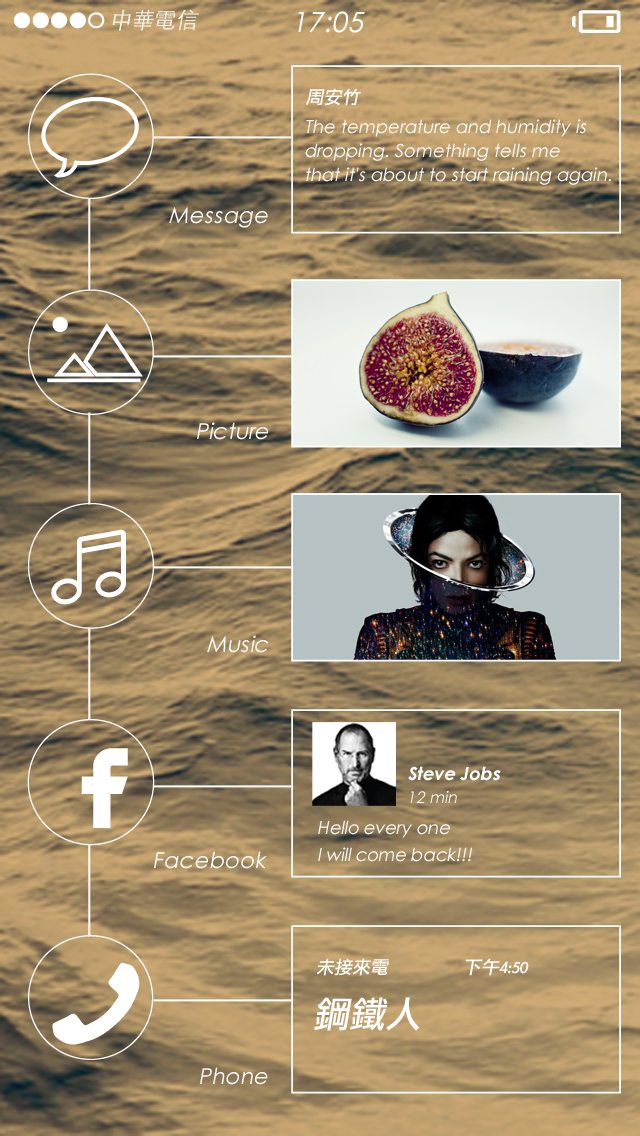 中華電信
17:05
周安竹
The temperature and humidity is
dropping. Something tells me
that it's about to start raining again.
Message
Picture
Music
Steve Jobs
12 min
Hello every one
I will come back!!!
Facebook
未接來電 下午4:50
鋼鐵人
Phone